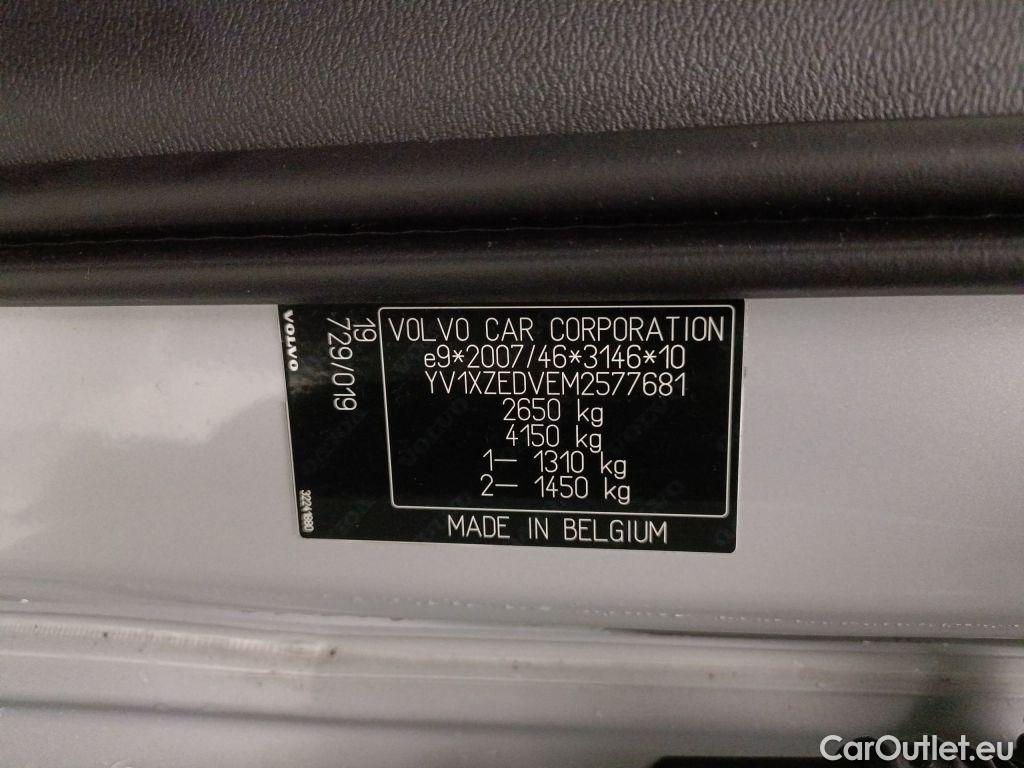 VOLVO
19
729/019
32241880
VOLVO CAR CORPORATION
e9*2007/46*3146*10
YV1XZEDVEM2577681
2650 kg
4150 kg
1— 1310 kg
2— 1450 kg
MADE IN BELGIUM
CarOutlet.eu